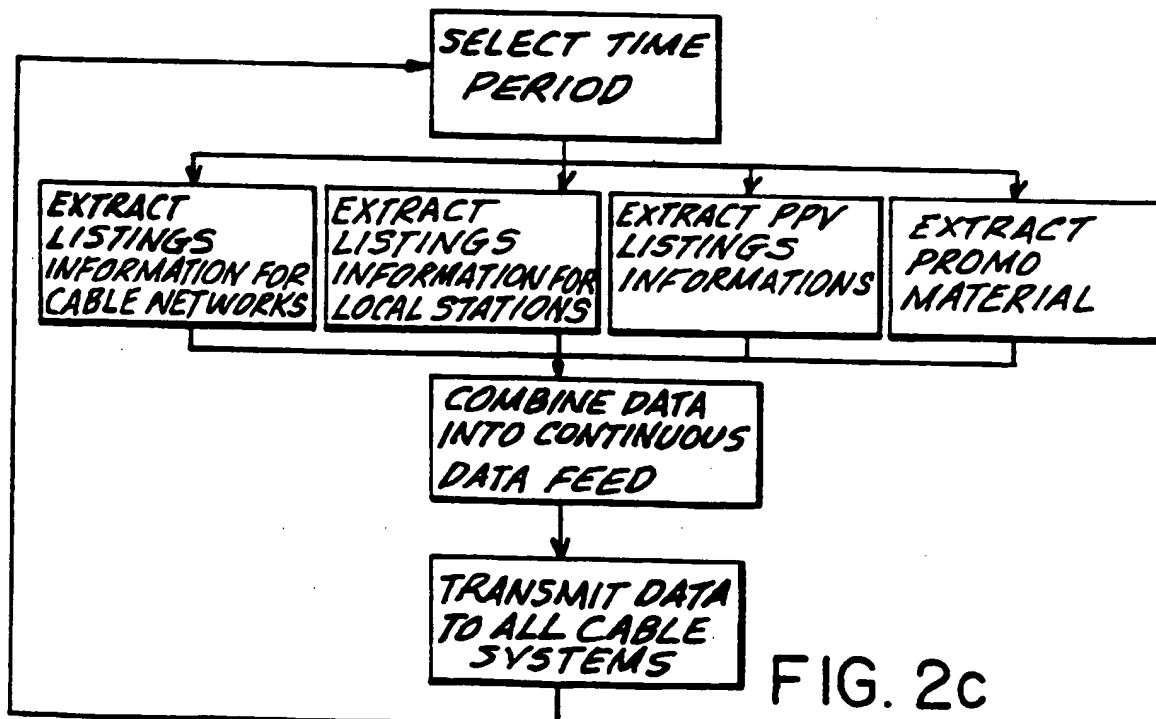 SELECT TIME
PERIOD
EXTRACT
LISTINGS
INFORMATION FOR
CABLE NETWORKS
EXTRACT
LISTINGS
INFORMATION FOR
LOCAL STATIONS
EXTRACT PPV
LISTINGS
INFORMATIONS
EXTRACT
PROMO
MATERIAL
COMBINE DATA
INTO CONTINUOUS
DATA FEED
TRANSMIT DATA
TO ALL CABLE
SYSTEMS
FIG. 2c